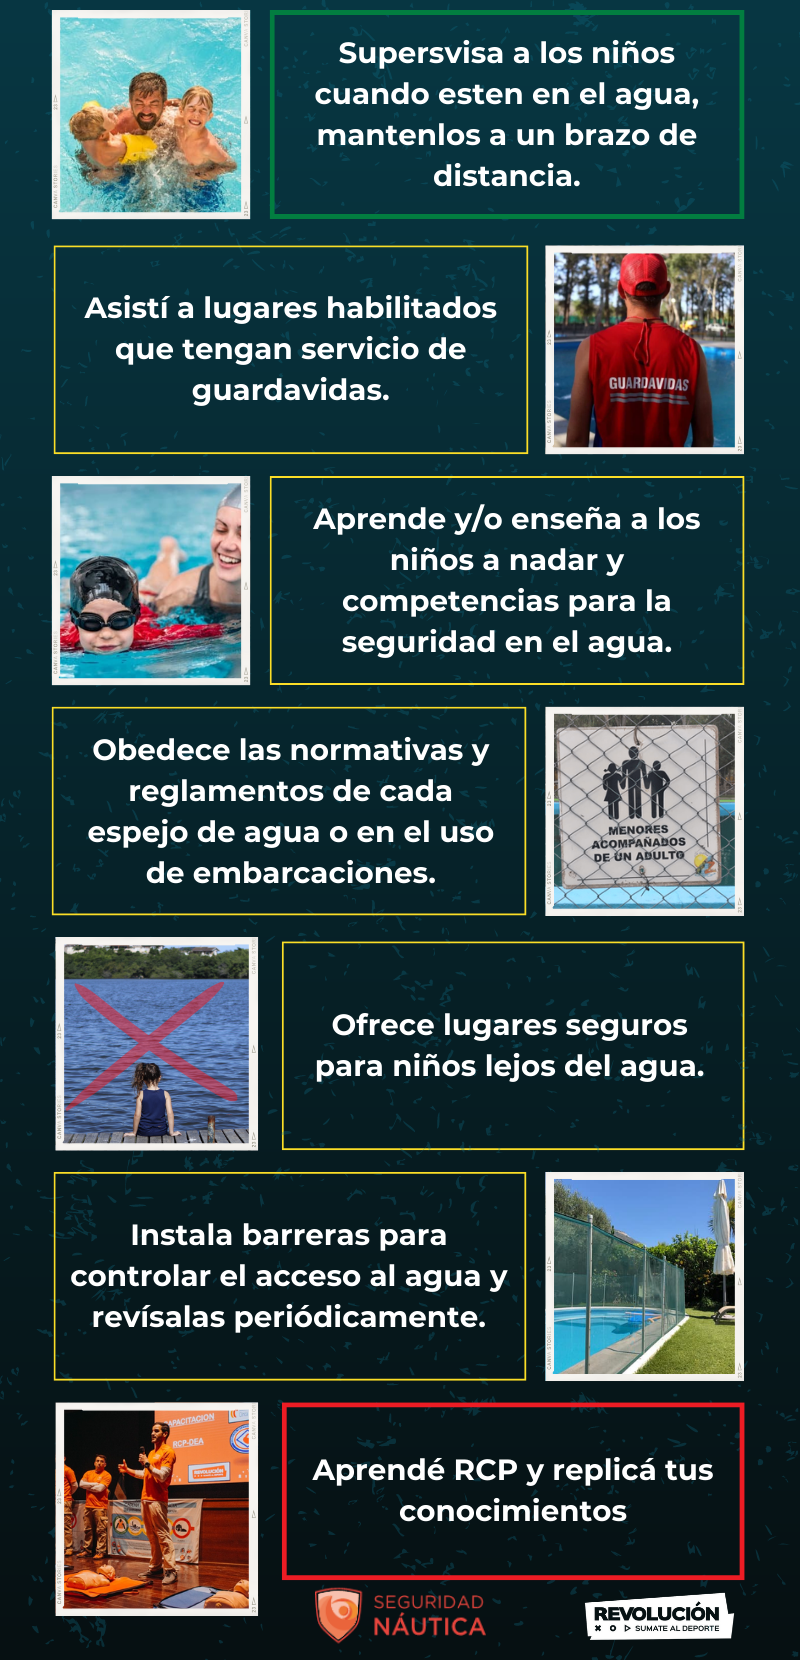 Supersvisa a los niños
cuando esten en el agua,
mantenlos a un brazo de
distancia.
Asistí a lugares habilitados
que tengan servicio de
guardavidas.
GUARDAVIDAS
Aprende y/o enseña a los
niños a nadar y
competencias para la
seguridad en el agua.
Obedece las normativas y
reglamentos de cada
espejo de agua o en el uso
de embarcaciones.
MENORES
ACOMPAÑADOS
DE UN ADULTO
Ofrece lugares seguros
para niños lejos del agua.
Instala barreras para
controlar el acceso al agua y
revísalas periódicamente.
APACITACION
RCP-DEA
REVOLUCIÓN
Aprendé RCP y replicá tus
conocimientos
SEGURIDAD
NÁUTICA
REVOLUCIÓN
SUMATE AL DEPORTE